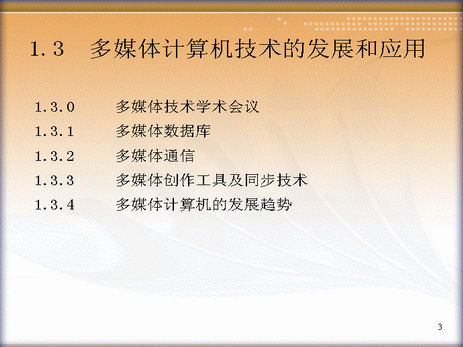 1.3 多媒体计算机技术的发展和应用
1.3.0 多媒体技术学术会议
1.3.1 多媒体数据库
1.3.2 多媒体通信
1.3.3 多媒体创作工具及同步技术
1.3.4 多媒体计算机的发展趋势
3